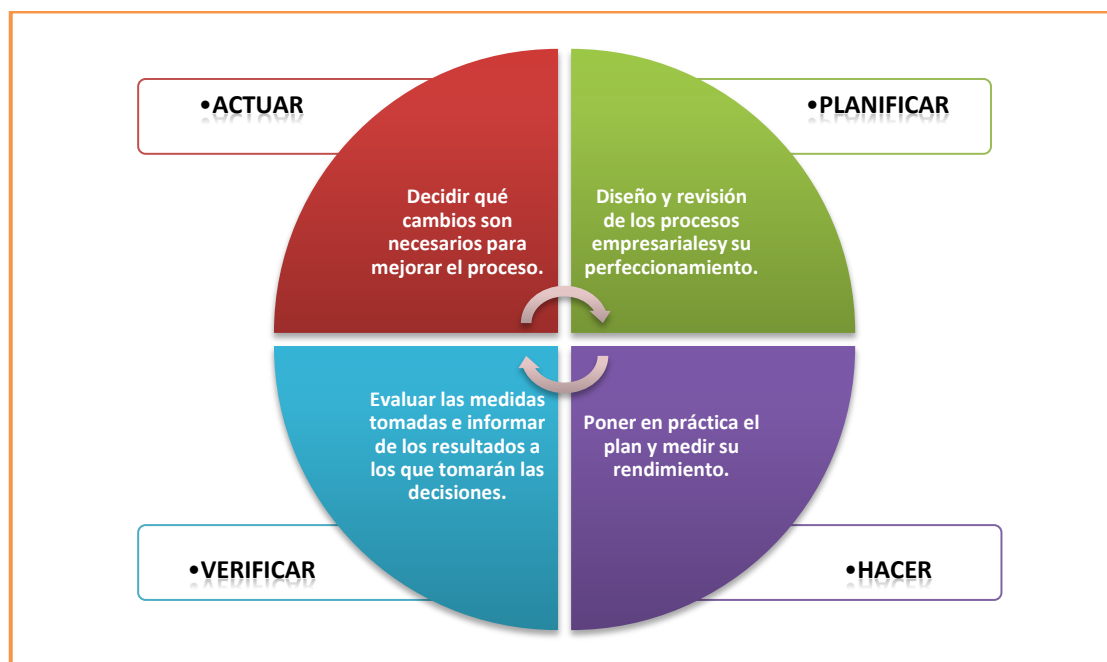 •ACTUAR
•PLANIFICAR
Decidir qué
cambios son
necesarios para
mejorar el proceso.
Diseño y revisión
de los procesos
empresarialesy su
perfeccionamiento.
Evaluar las medidas
tomadas e informar
de los resultados a
los que tomarán las
decisiones.
Poner en práctica el
plan y medir su
rendimiento.
•VERIFICAR
•HACER